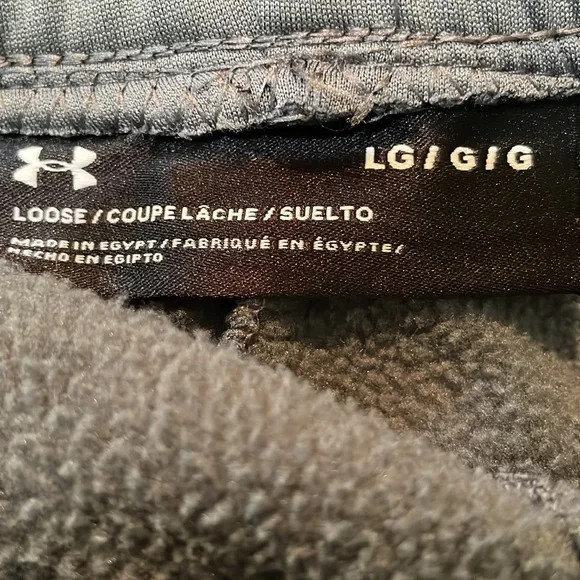 LG / G / G
LOOSE / COUPE LÂCHE / SUELTO
MADE IN EGYPT / FABRIQUÉ EN ÉGYPTE /
HECHO EN EGIPTO